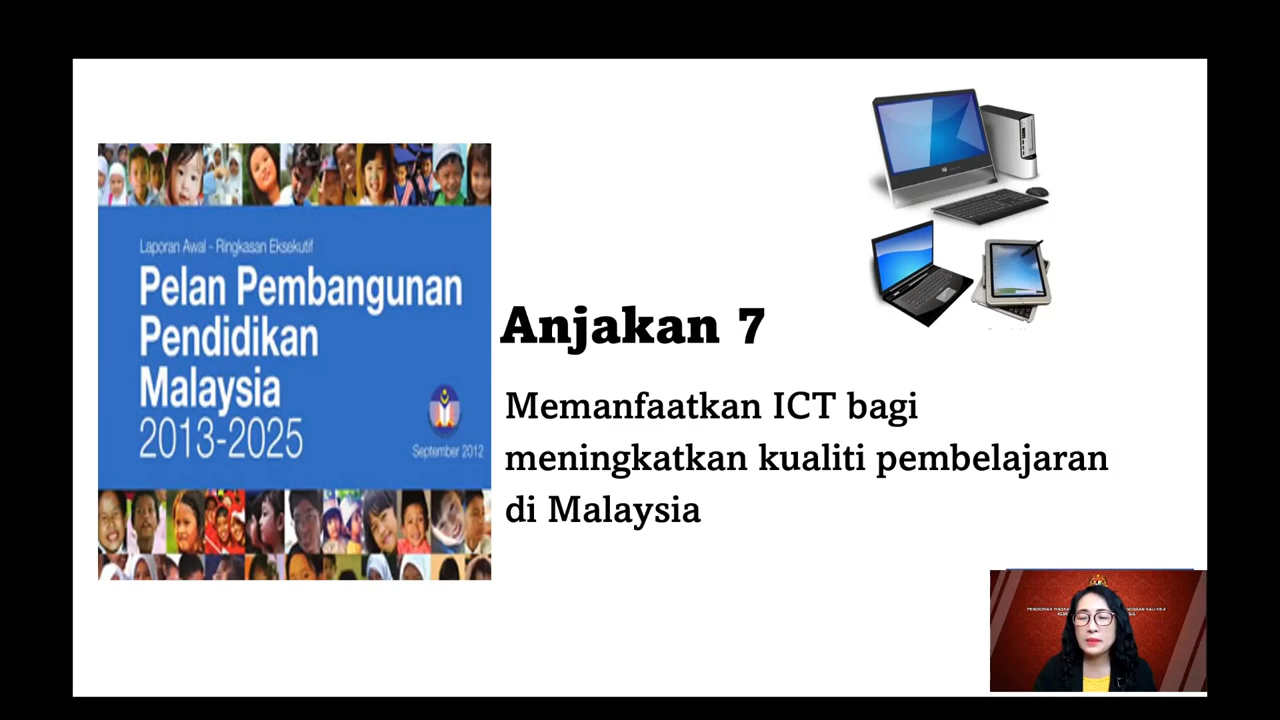 Laporan Awal - Ringkasan Eksekutif
Pelan Pembangunan
Pendidikan
Malaysia
2013-2025
September 2012
Anjakan 7
Memanfaatkan ICT bagi
meningkatkan kualiti pembelajaran
di Malaysia